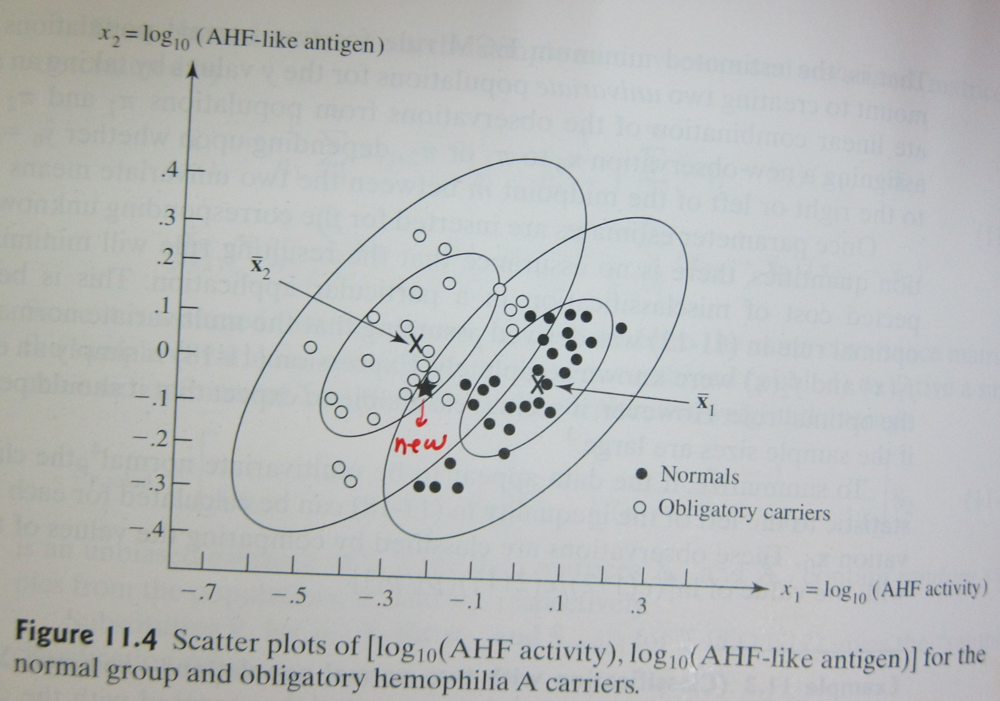 x₂ = log₁₀ (AHF-like antigen)
.4
.3
.2
x̄₂
.1
0
−.1
x̄₁
−.2
new
Normals
−.3
Obligatory carriers
−.4
−.7 −.5 −.3 −.1 .1 .3 x₁ = log₁₀ (AHF activity)
Figure 11.4 Scatter plots of [log₁₀(AHF activity), log₁₀(AHF-like antigen)] for the
normal group and obligatory hemophilia A carriers.